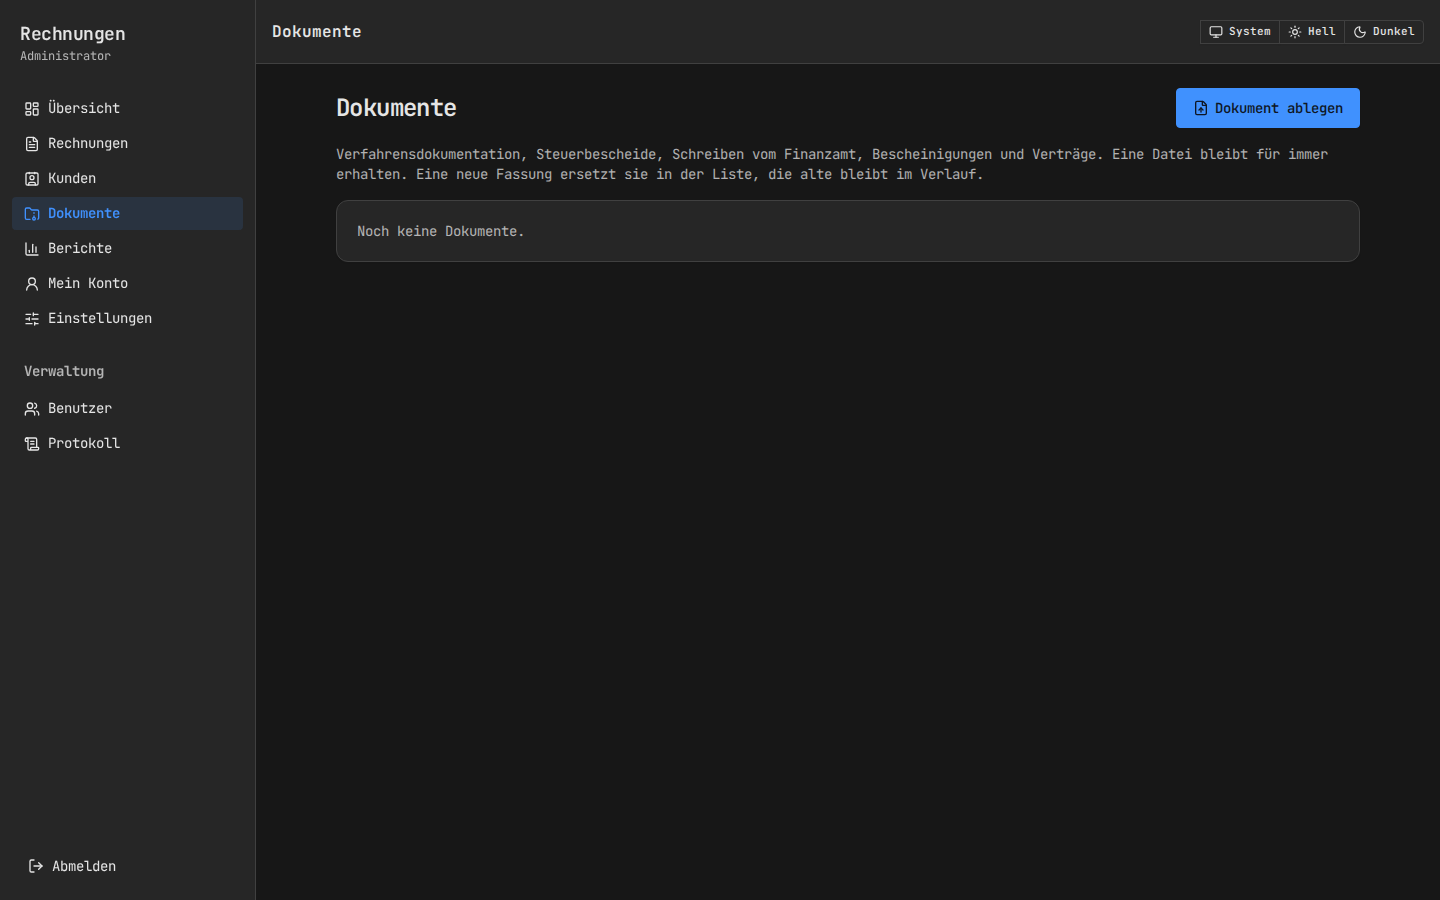 Rechnungen
Administrator
Übersicht
Rechnungen
Kunden
Dokumente
Berichte
Mein Konto
Einstellungen
Verwaltung
Benutzer
Protokoll
Abmelden
Dokumente
System
Hell
Dunkel
Dokumente
Dokument ablegen
Verfahrensdokumentation, Steuerbescheide, Schreiben vom Finanzamt, Bescheinigungen und Verträge. Eine Datei bleibt für immer
erhalten. Eine neue Fassung ersetzt sie in der Liste, die alte bleibt im Verlauf.
Noch keine Dokumente.